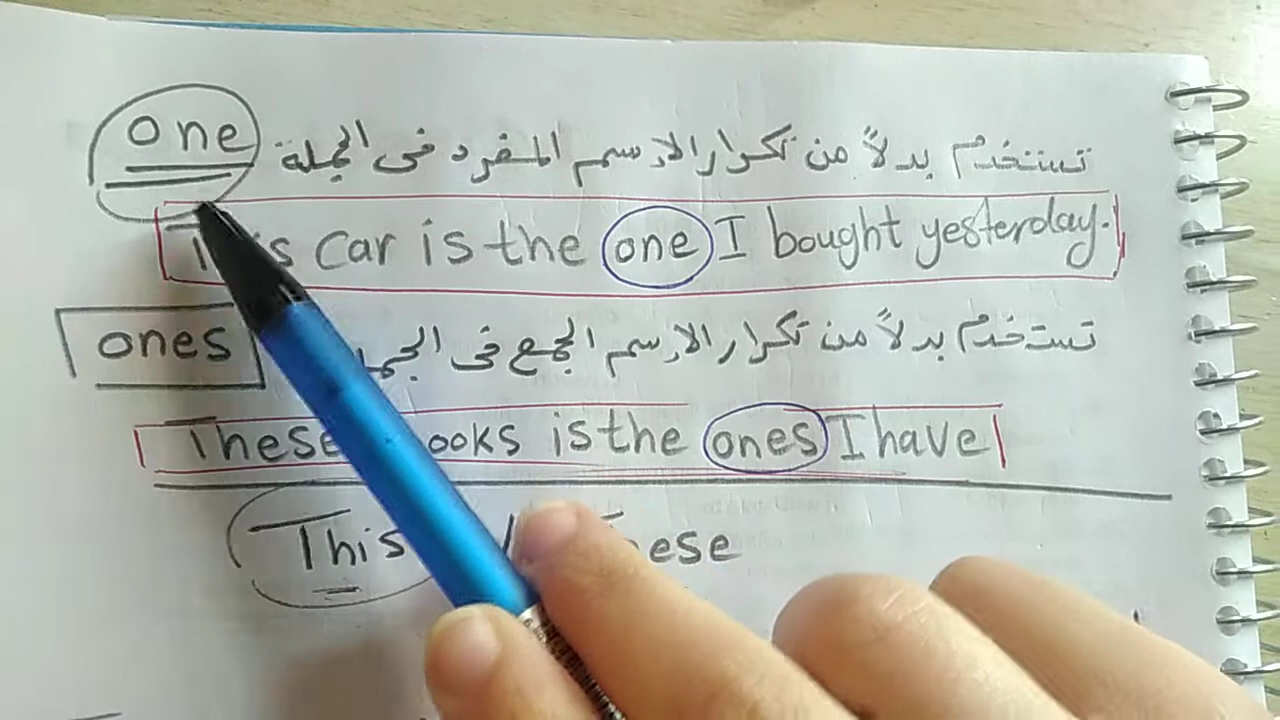 one تستخدم بدلاً من تكرار الاسم المفرد فى الجملة
car is the one I bought yesterday.
ones تستخدم بدلاً من تكرار الاسم الجمع فى
These is the ones I have
This